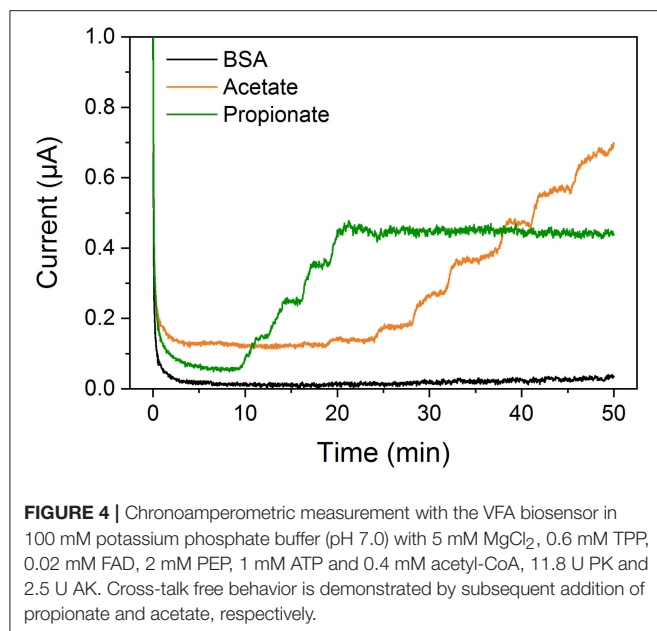 1.0
0.8
0.6
0.4
0.2
0.0
Current (µA)
BSA
Acetate
Propionate
0 10 20 30 40 50
Time (min)
FIGURE 4 | Chronoamperometric measurement with the VFA biosensor in
100 mM potassium phosphate buffer (pH 7.0) with 5 mM MgCl₂, 0.6 mM TPP,
0.02 mM FAD, 2 mM PEP, 1 mM ATP and 0.4 mM acetyl-CoA, 11.8 U PK and
2.5 U AK. Cross-talk free behavior is demonstrated by subsequent addition of
propionate and acetate, respectively.